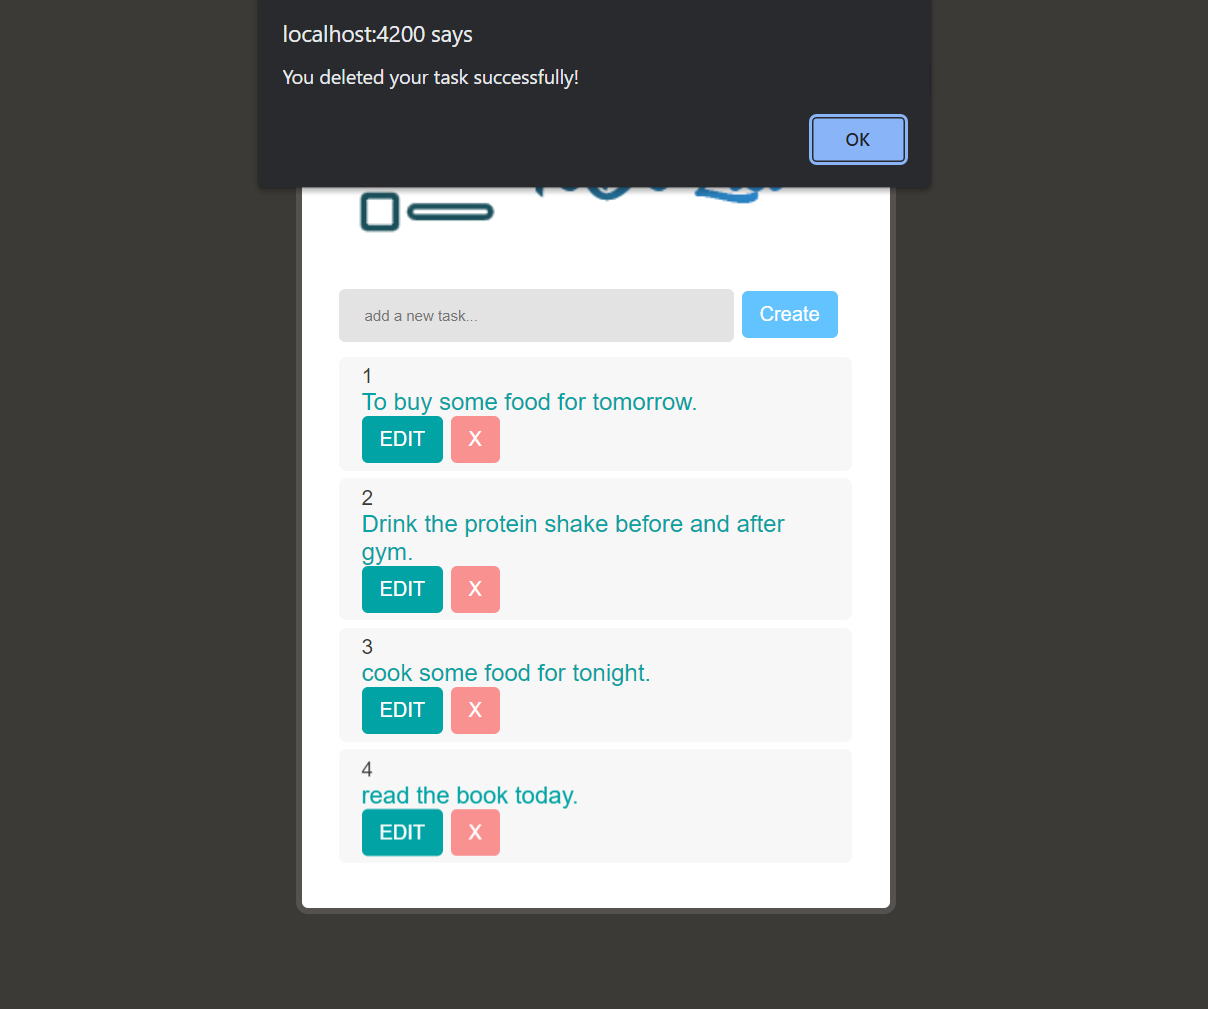 localhost:4200 says
You deleted your task successfully!
OK
add a new task...
Create
1
To buy some food for tomorrow.
EDIT X
2
Drink the protein shake before and after
gym.
EDIT X
3
cook some food for tonight.
EDIT X
4
read the book today.
EDIT X